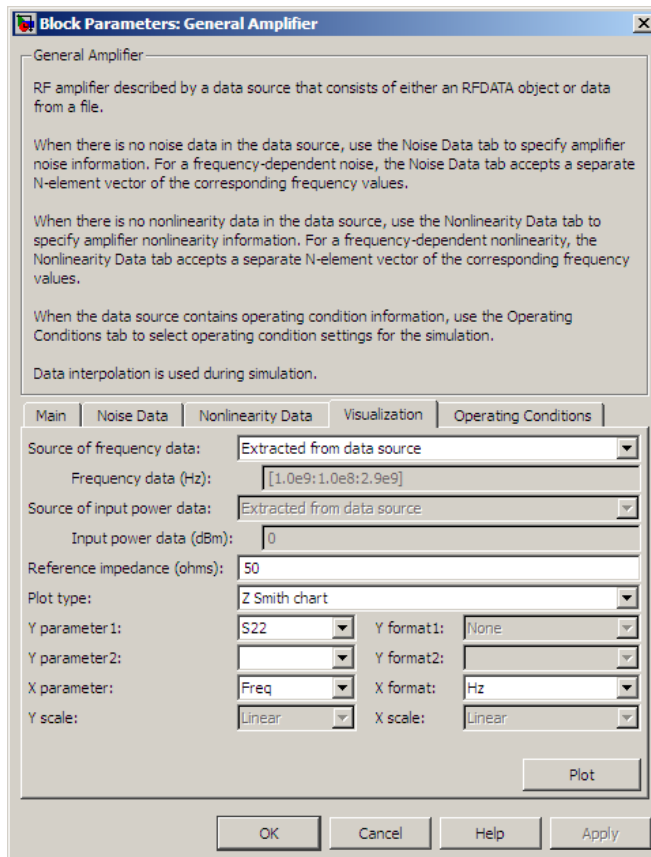 Block Parameters: General Amplifier
General Amplifier
RF amplifier described by a data source that consists of either an RFDATA object or data
from a file.
When there is no noise data in the data source, use the Noise Data tab to specify amplifier
noise information. For a frequency-dependent noise, the Noise Data tab accepts a separate
N-element vector of the corresponding frequency values.
When there is no nonlinearity data in the data source, use the Nonlinearity Data tab to
specify amplifier nonlinearity information. For a frequency-dependent nonlinearity, the
Nonlinearity Data tab accepts a separate N-element vector of the corresponding frequency
values.
When the data source contains operating condition information, use the Operating
Conditions tab to select operating condition settings for the simulation.
Data interpolation is used during simulation.
Main Noise Data Nonlinearity Data Visualization Operating Conditions
Source of frequency data: Extracted from data source
Frequency data (Hz): [1.0e9:1.0e8:2.9e9]
Source of input power data: Extracted from data source
Input power data (dBm): 0
Reference impedance (ohms): 50
Plot type: Z Smith chart
Y parameter1: S22 Y format1: None
Y parameter2: Y format2:
X parameter: Freq X format: Hz
Y scale: Linear X scale: Linear
Plot
OK Cancel Help Apply